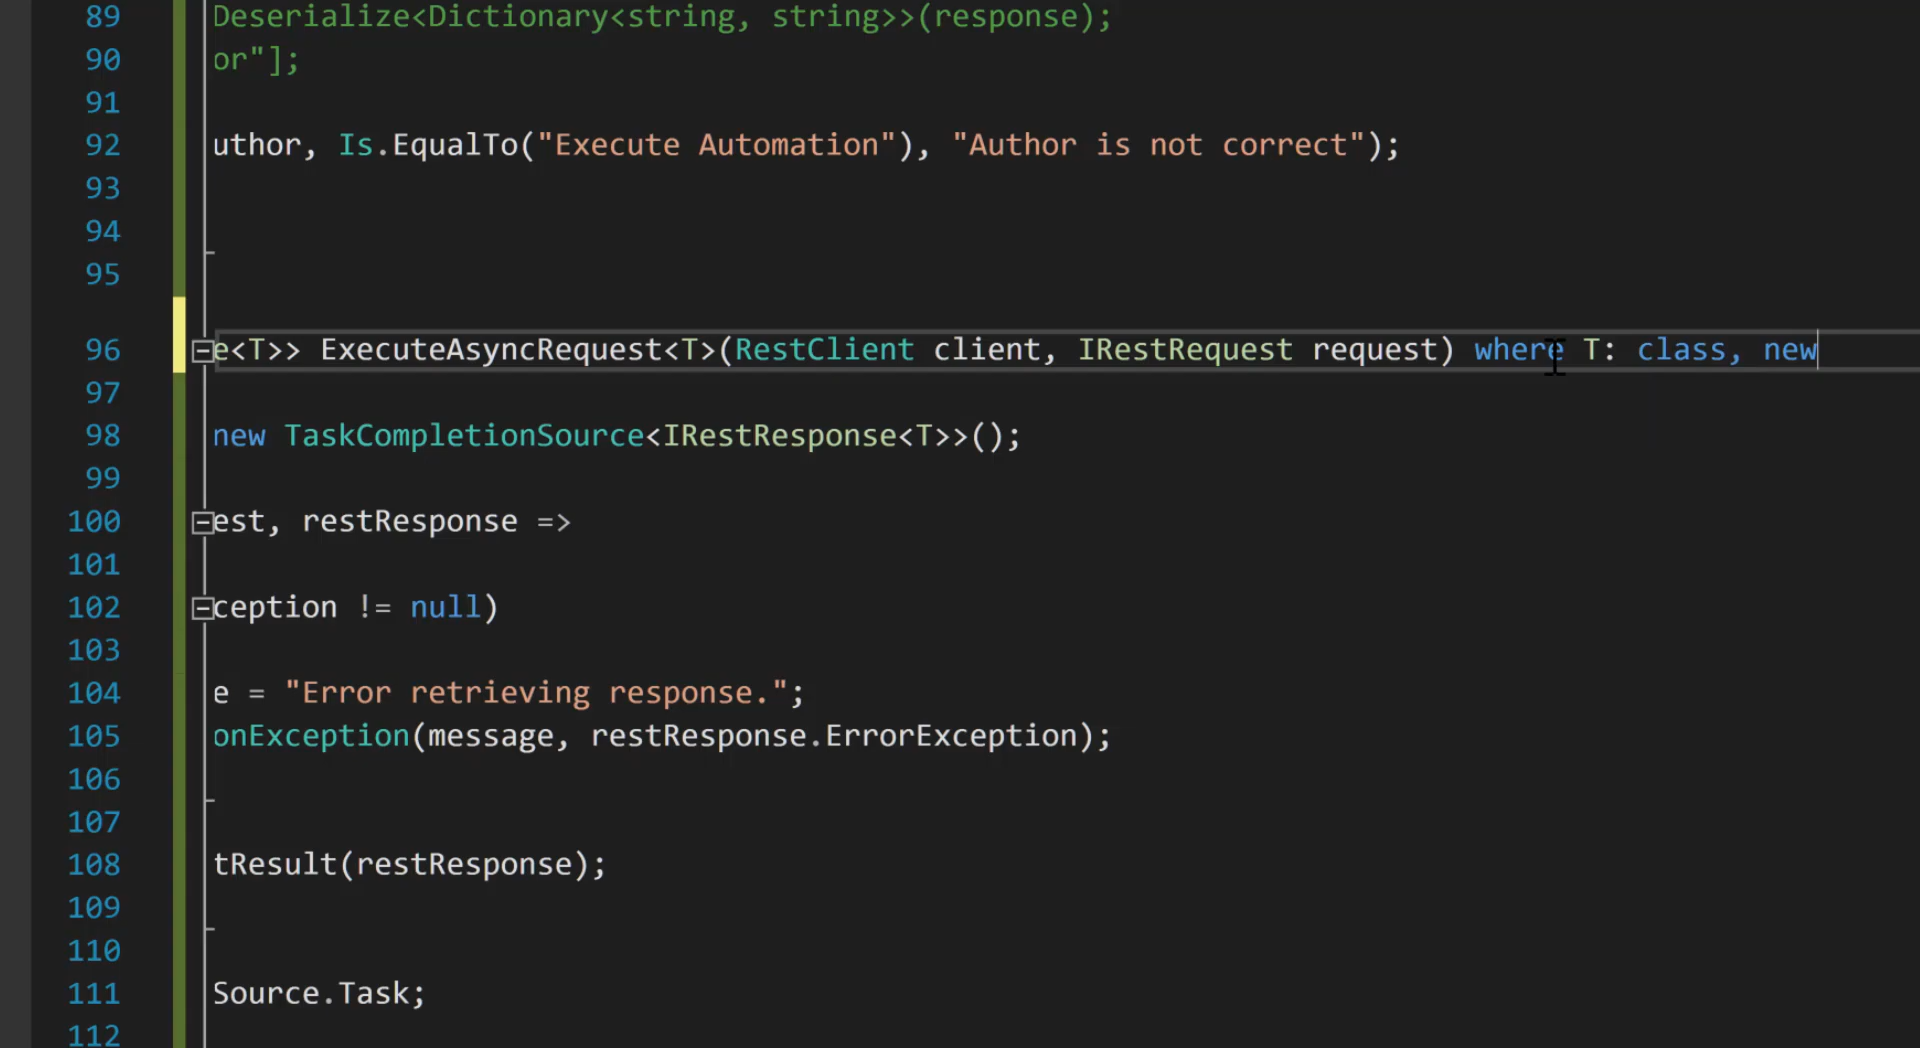 89 Deserialize<Dictionary<string, string>>(response);
90 or"];
91
92 uthor, Is.EqualTo("Execute Automation"), "Author is not correct");
93
94
95
96 e<T>> ExecuteAsyncRequest<T>(RestClient client, IRestRequest request) where T: class, new
97
98 new TaskCompletionSource<IRestResponse<T>>();
99
100 est, restResponse =>
101
102 ception != null)
103
104 e = "Error retrieving response.";
105 onException(message, restResponse.ErrorException);
106
107
108 tResult(restResponse);
109
110
111 Source.Task;
112